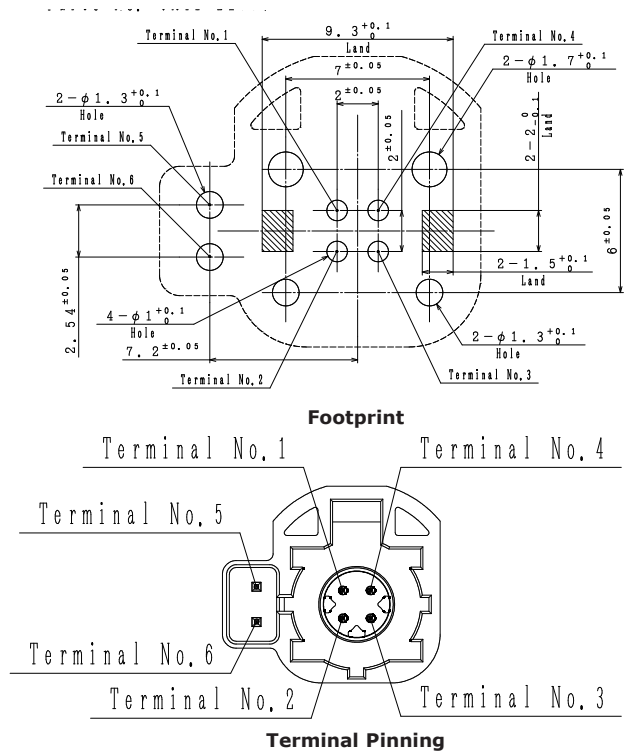 9.3 +0.1 0
Land
Terminal No.1
Terminal No.4
7±0.05
2-φ1.7 +0.1 0
Hole
2±0.05
2-φ1.3 +0.1 0
Hole
Terminal No.5
Terminal No.6
2±0.05
2-2 0 -0.1
Land
6±0.05
2.54±0.05
2-1.5 +0.1 0
Land
4-φ1 +0.1 0
Hole
7.2±0.05
2-φ1.3 +0.1 0
Hole
Terminal No.2
Terminal No.3
Footprint
Terminal No.1
Terminal No.4
Terminal No.5
Terminal No.6
Terminal No.2
Terminal No.3
Terminal Pinning